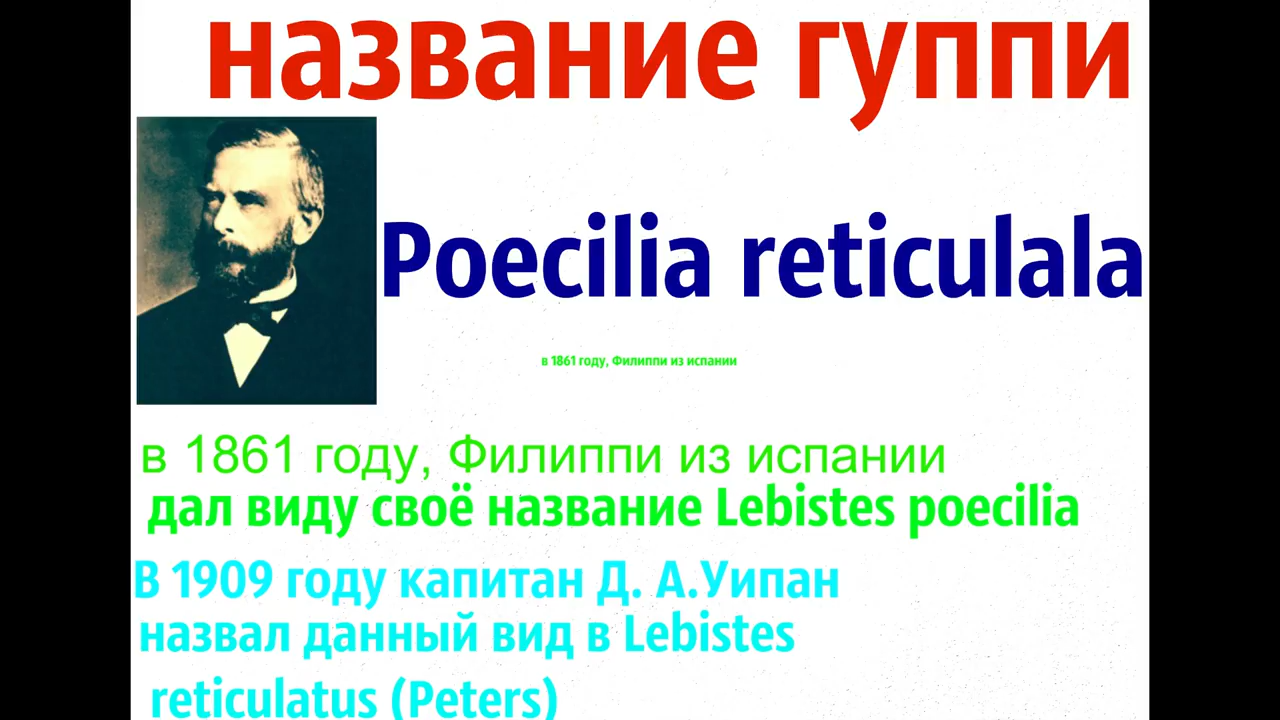 название гуппи
Poecilia reticulala
в 1861 году, Филиппи из испании
в 1861 году, Филиппи из испании
дал виду своё название Lebistes poecilia
В 1909 году капитан Д. А.Уипан
назвал данный вид в Lebistes
reticulatus (Peters)